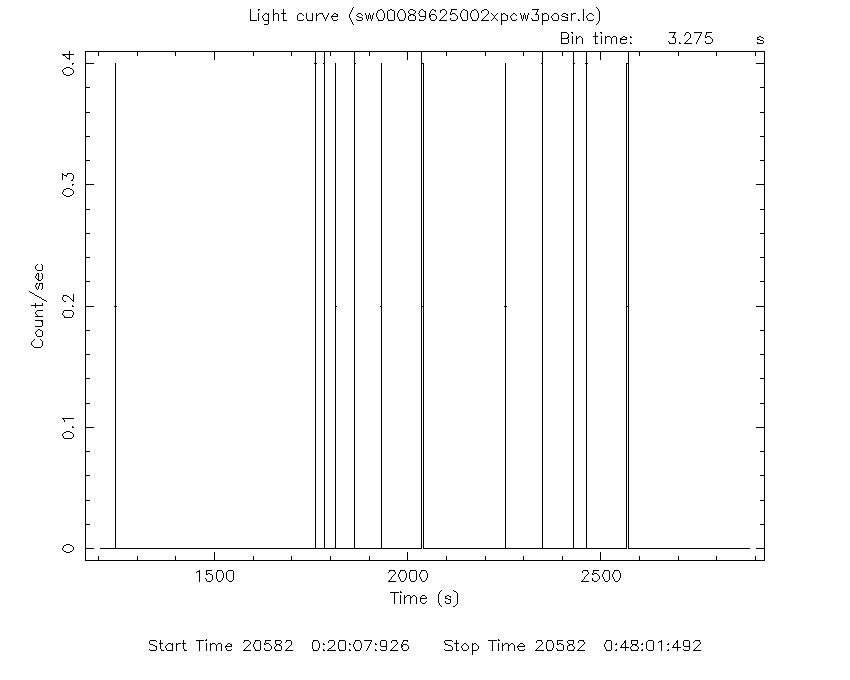 Light curve (sw00089625002xpcw3posr.lc)
Bin time: 3.275 s
0.4
0.3
0.2
0.1
0
Count/sec
1500 2000 2500
Time (s)
Start Time 20582 0:20:07:926 Stop Time 20582 0:48:01:492